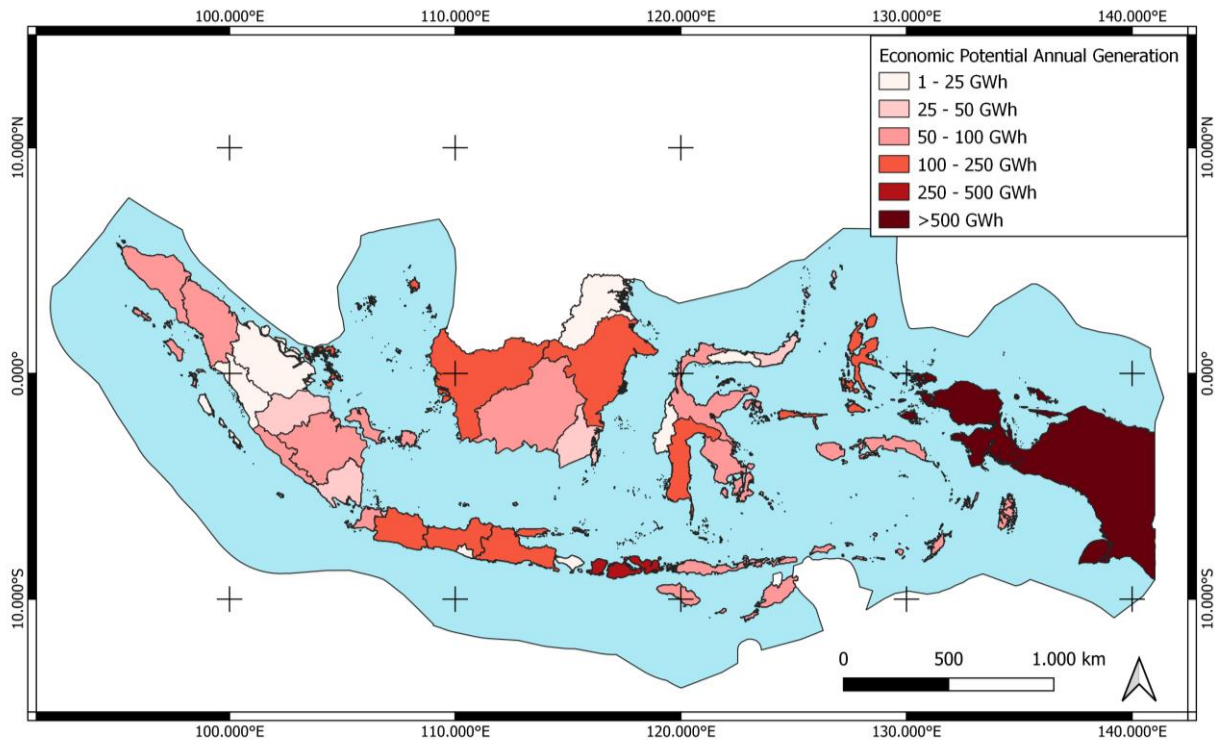 100.000°E 110.000°E 120.000°E 130.000°E 140.000°E
Economic Potential Annual Generation
1 - 25 GWh
25 - 50 GWh
50 - 100 GWh
100 - 250 GWh
250 - 500 GWh
>500 GWh
10.000°N 10.000°N
0.000° 0.000°
10.000°S 10.000°S
0 500 1.000 km
100.000°E 110.000°E 120.000°E 130.000°E 140.000°E